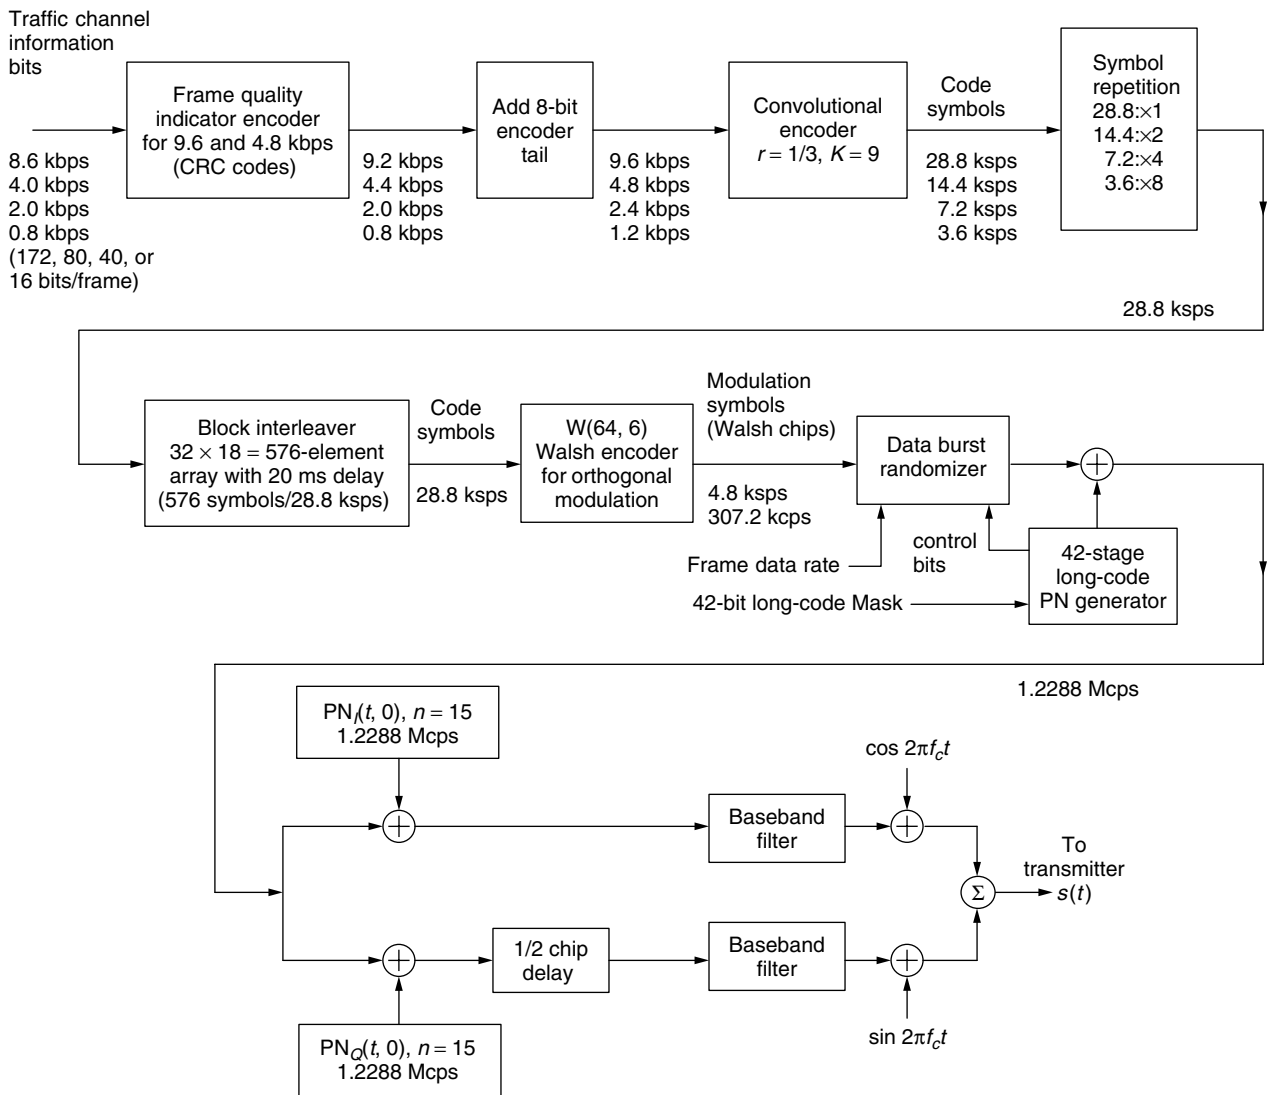 Traffic channel
information
bits
Frame quality
indicator encoder
for 9.6 and 4.8 kbps
(CRC codes)
Add 8-bit
encoder
tail
Convolutional
encoder
r = 1/3, K = 9
Code
symbols
Symbol
repetition
28.8:×1
14.4:×2
7.2:×4
3.6:×8
8.6 kbps
4.0 kbps
2.0 kbps
0.8 kbps
(172, 80, 40, or
16 bits/frame)
9.2 kbps
4.4 kbps
2.0 kbps
0.8 kbps
9.6 kbps
4.8 kbps
2.4 kbps
1.2 kbps
28.8 ksps
14.4 ksps
7.2 ksps
3.6 ksps
28.8 ksps
Block interleaver
32 × 18 = 576-element
array with 20 ms delay
(576 symbols/28.8 ksps)
Code
symbols
28.8 ksps
W(64, 6)
Walsh encoder
for orthogonal
modulation
Modulation
symbols
(Walsh chips)
4.8 ksps
307.2 kcps
Data burst
randomizer
Frame data rate
control
bits
42-bit long-code Mask
42-stage
long-code
PN generator
1.2288 Mcps
PN_I(t, 0), n = 15
1.2288 Mcps
cos 2πf_ct
Baseband
filter
To
transmitter
s(t)
Σ
1/2 chip
delay
Baseband
filter
sin 2πf_ct
PN_Q(t, 0), n = 15
1.2288 Mcps